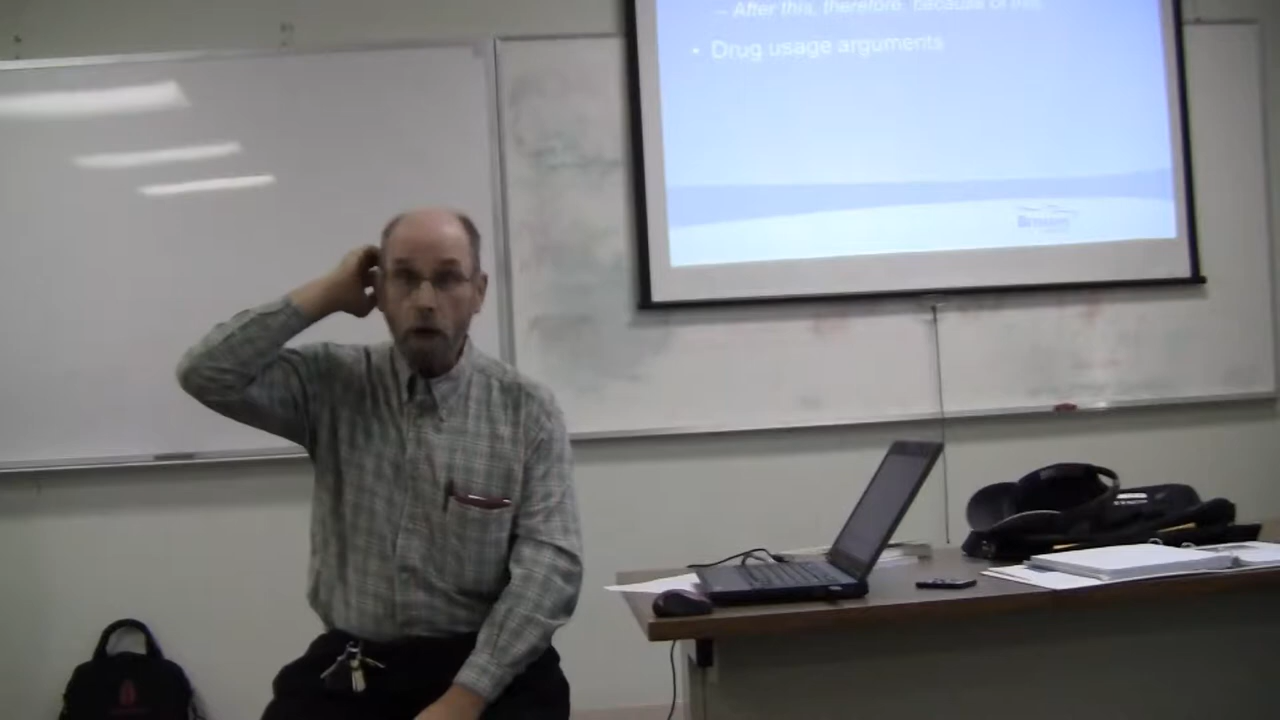 – After this, therefore, because of this
• Drug usage arguments